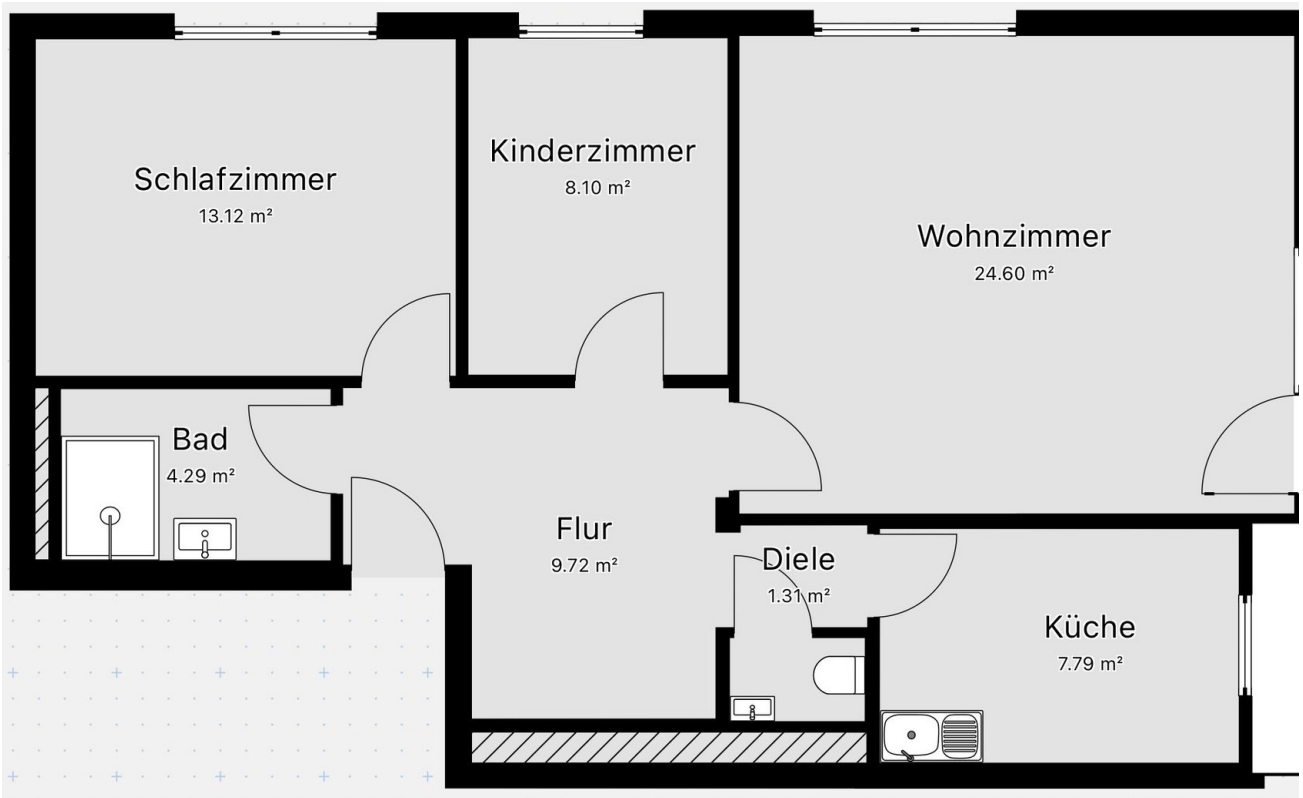 Schlafzimmer
13.12 m²
Kinderzimmer
8.10 m²
Wohnzimmer
24.60 m²
Bad
4.29 m²
Flur
9.72 m²
Diele
1.31 m²
Küche
7.79 m²